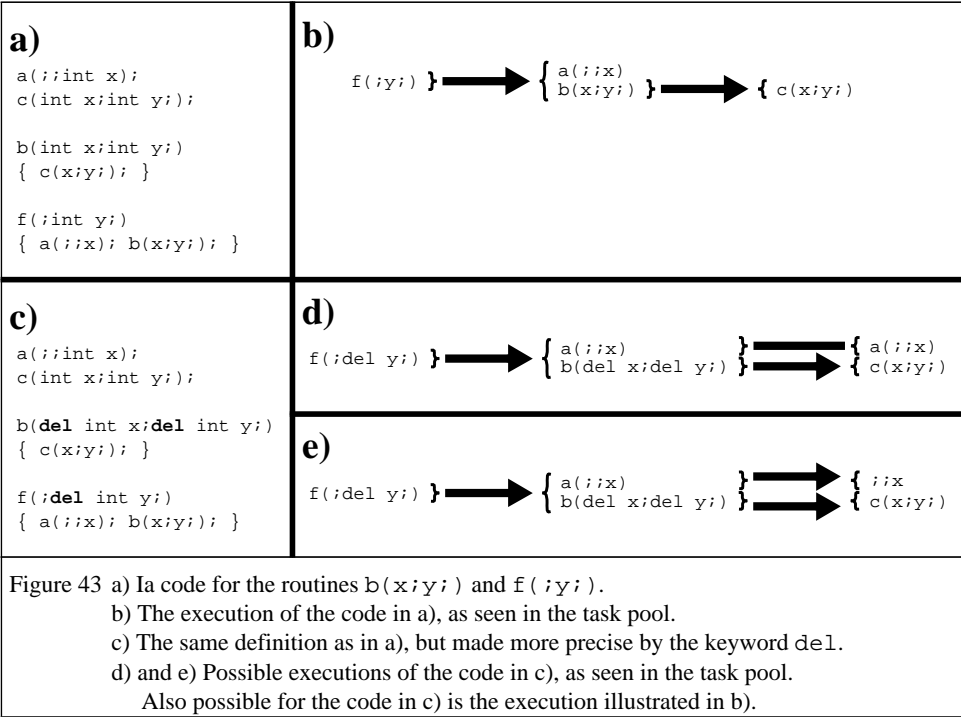 a)
a(;;int x);
c(int x;int y;);
b(int x;int y;)
{ c(x;y;); }
f(;int y;)
{ a(;;x); b(x;y;); }
b)
f(;y;) } { a(;;x)
b(x;y;) } { c(x;y;)
c)
a(;;int x);
c(int x;int y;);
b(del int x;del int y;)
{ c(x;y;); }
f(;del int y;)
{ a(;;x); b(x;y;); }
d)
f(;del y;) } { a(;;x) } { a(;;x)
b(del x;del y;) } { c(x;y;)
e)
f(;del y;) } { a(;;x) } { ;;x
b(del x;del y;) } { c(x;y;)
Figure 43 a) Ia code for the routines b(x;y;) and f(;y;).
b) The execution of the code in a), as seen in the task pool.
c) The same definition as in a), but made more precise by the keyword del.
d) and e) Possible executions of the code in c), as seen in the task pool.
Also possible for the code in c) is the execution illustrated in b).